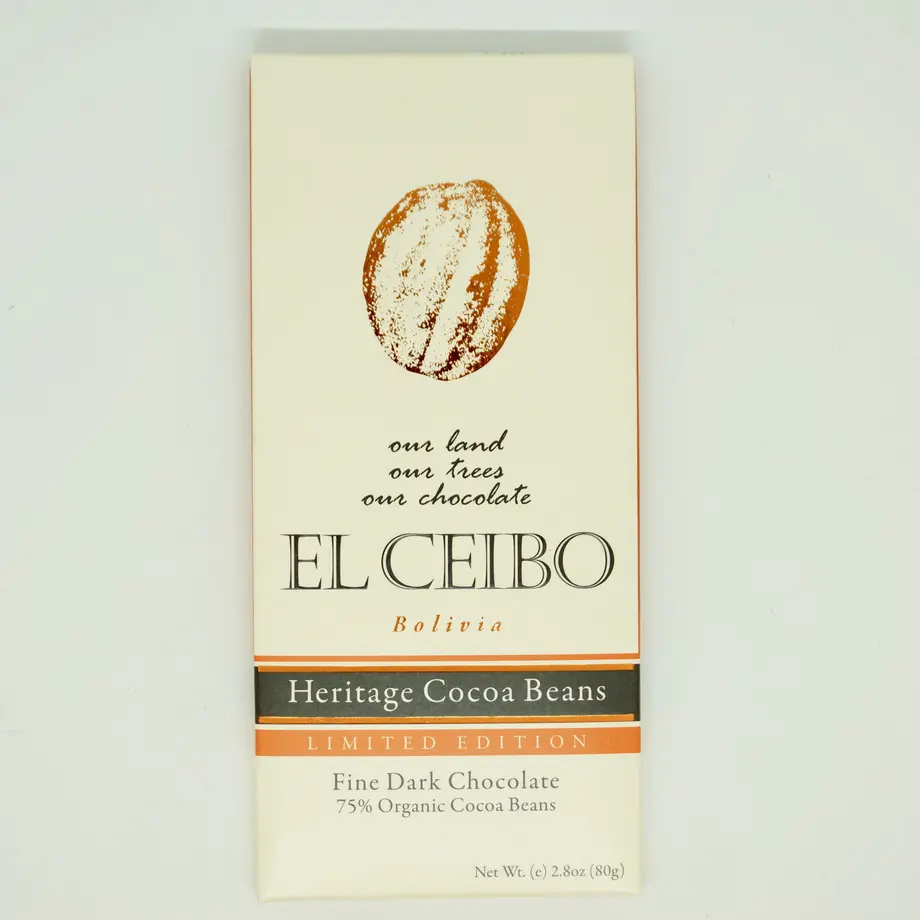 our land
our trees
our chocolate
EL CEIBO
Bolivia
Heritage Cocoa Beans
LIMITED EDITION
Fine Dark Chocolate
75% Organic Cocoa Beans
Net Wt. (e) 2.8oz (80g)